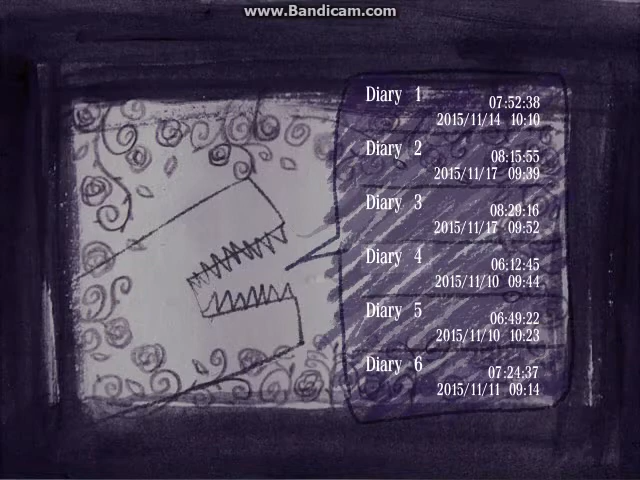 www.Bandicam.com
Diary 1
07:52:38
2015/11/14 10:10
Diary 2
08:15:55
2015/11/17 09:39
Diary 3
08:29:16
2015/11/17 09:52
Diary 4
06:12:45
2015/11/10 09:44
Diary 5
06:49:22
2015/11/10 10:23
Diary 6
07:24:37
2015/11/11 09:14